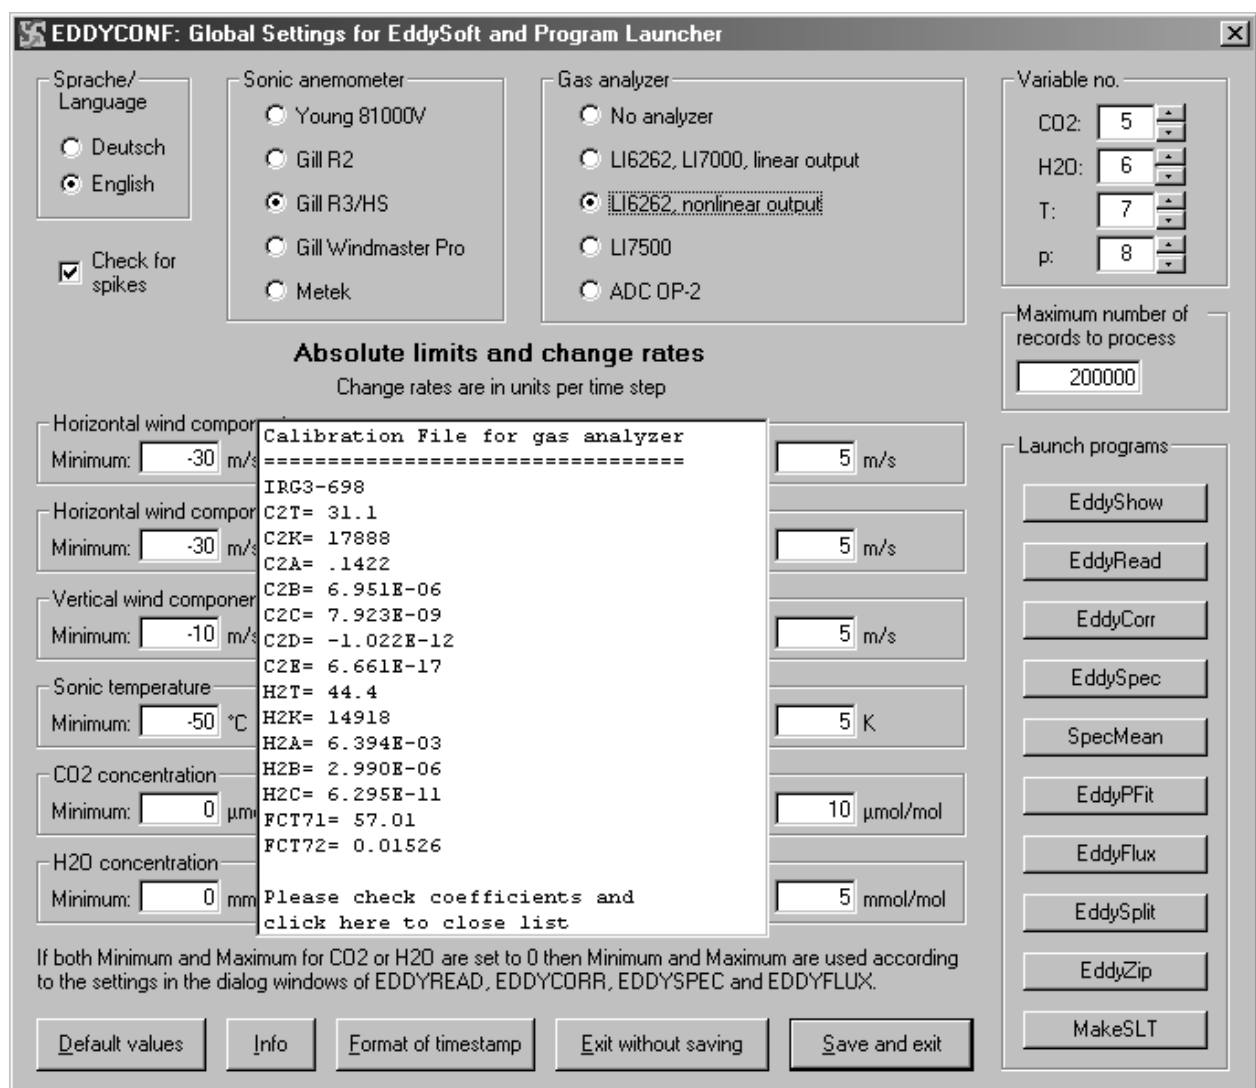 EDDYCONF: Global Settings for EddySoft and Program Launcher
Sprache/
Language
Deutsch
English
Check for
spikes
Sonic anemometer
Young 81000V
Gill R2
Gill R3/HS
Gill Windmaster Pro
Metek
Gas analyzer
No analyzer
LI6262, LI7000, linear output
LI6262, nonlinear output
LI7500
ADC OP-2
Variable no.
CO2: 5
H2O: 6
T: 7
p: 8
Maximum number of
records to process
200000
Absolute limits and change rates
Change rates are in units per time step
Horizontal wind compon
Minimum: -30 m/s
5 m/s
Horizontal wind compor
Minimum: -30 m/s
5 m/s
Vertical wind componen
Minimum: -10 m/s
5 m/s
Sonic temperature
Minimum: -50 °C
5 K
CO2 concentration
Minimum: 0 µmo
10 µmol/mol
H2O concentration
Minimum: 0 mm
5 mmol/mol
Calibration File for gas analyzer
=================================
IRG3-698
C2T= 31.1
C2K= 17888
C2A= .1422
C2B= 6.951E-06
C2C= 7.923E-09
C2D= -1.022E-12
C2E= 6.661E-17
H2T= 44.4
H2K= 14918
H2A= 6.394E-03
H2B= 2.990E-06
H2C= 6.295E-11
FCT71= 57.01
FCT72= 0.01526
Please check coefficients and
click here to close list
If both Minimum and Maximum for CO2 or H2O are set to 0 then Minimum and Maximum are used according
to the settings in the dialog windows of EDDYREAD, EDDYCORR, EDDYSPEC and EDDYFLUX.
Default values
Info
Format of timestamp
Exit without saving
Save and exit
Launch programs
EddyShow
EddyRead
EddyCorr
EddySpec
SpecMean
EddyPFit
EddyFlux
EddySplit
EddyZip
MakeSLT